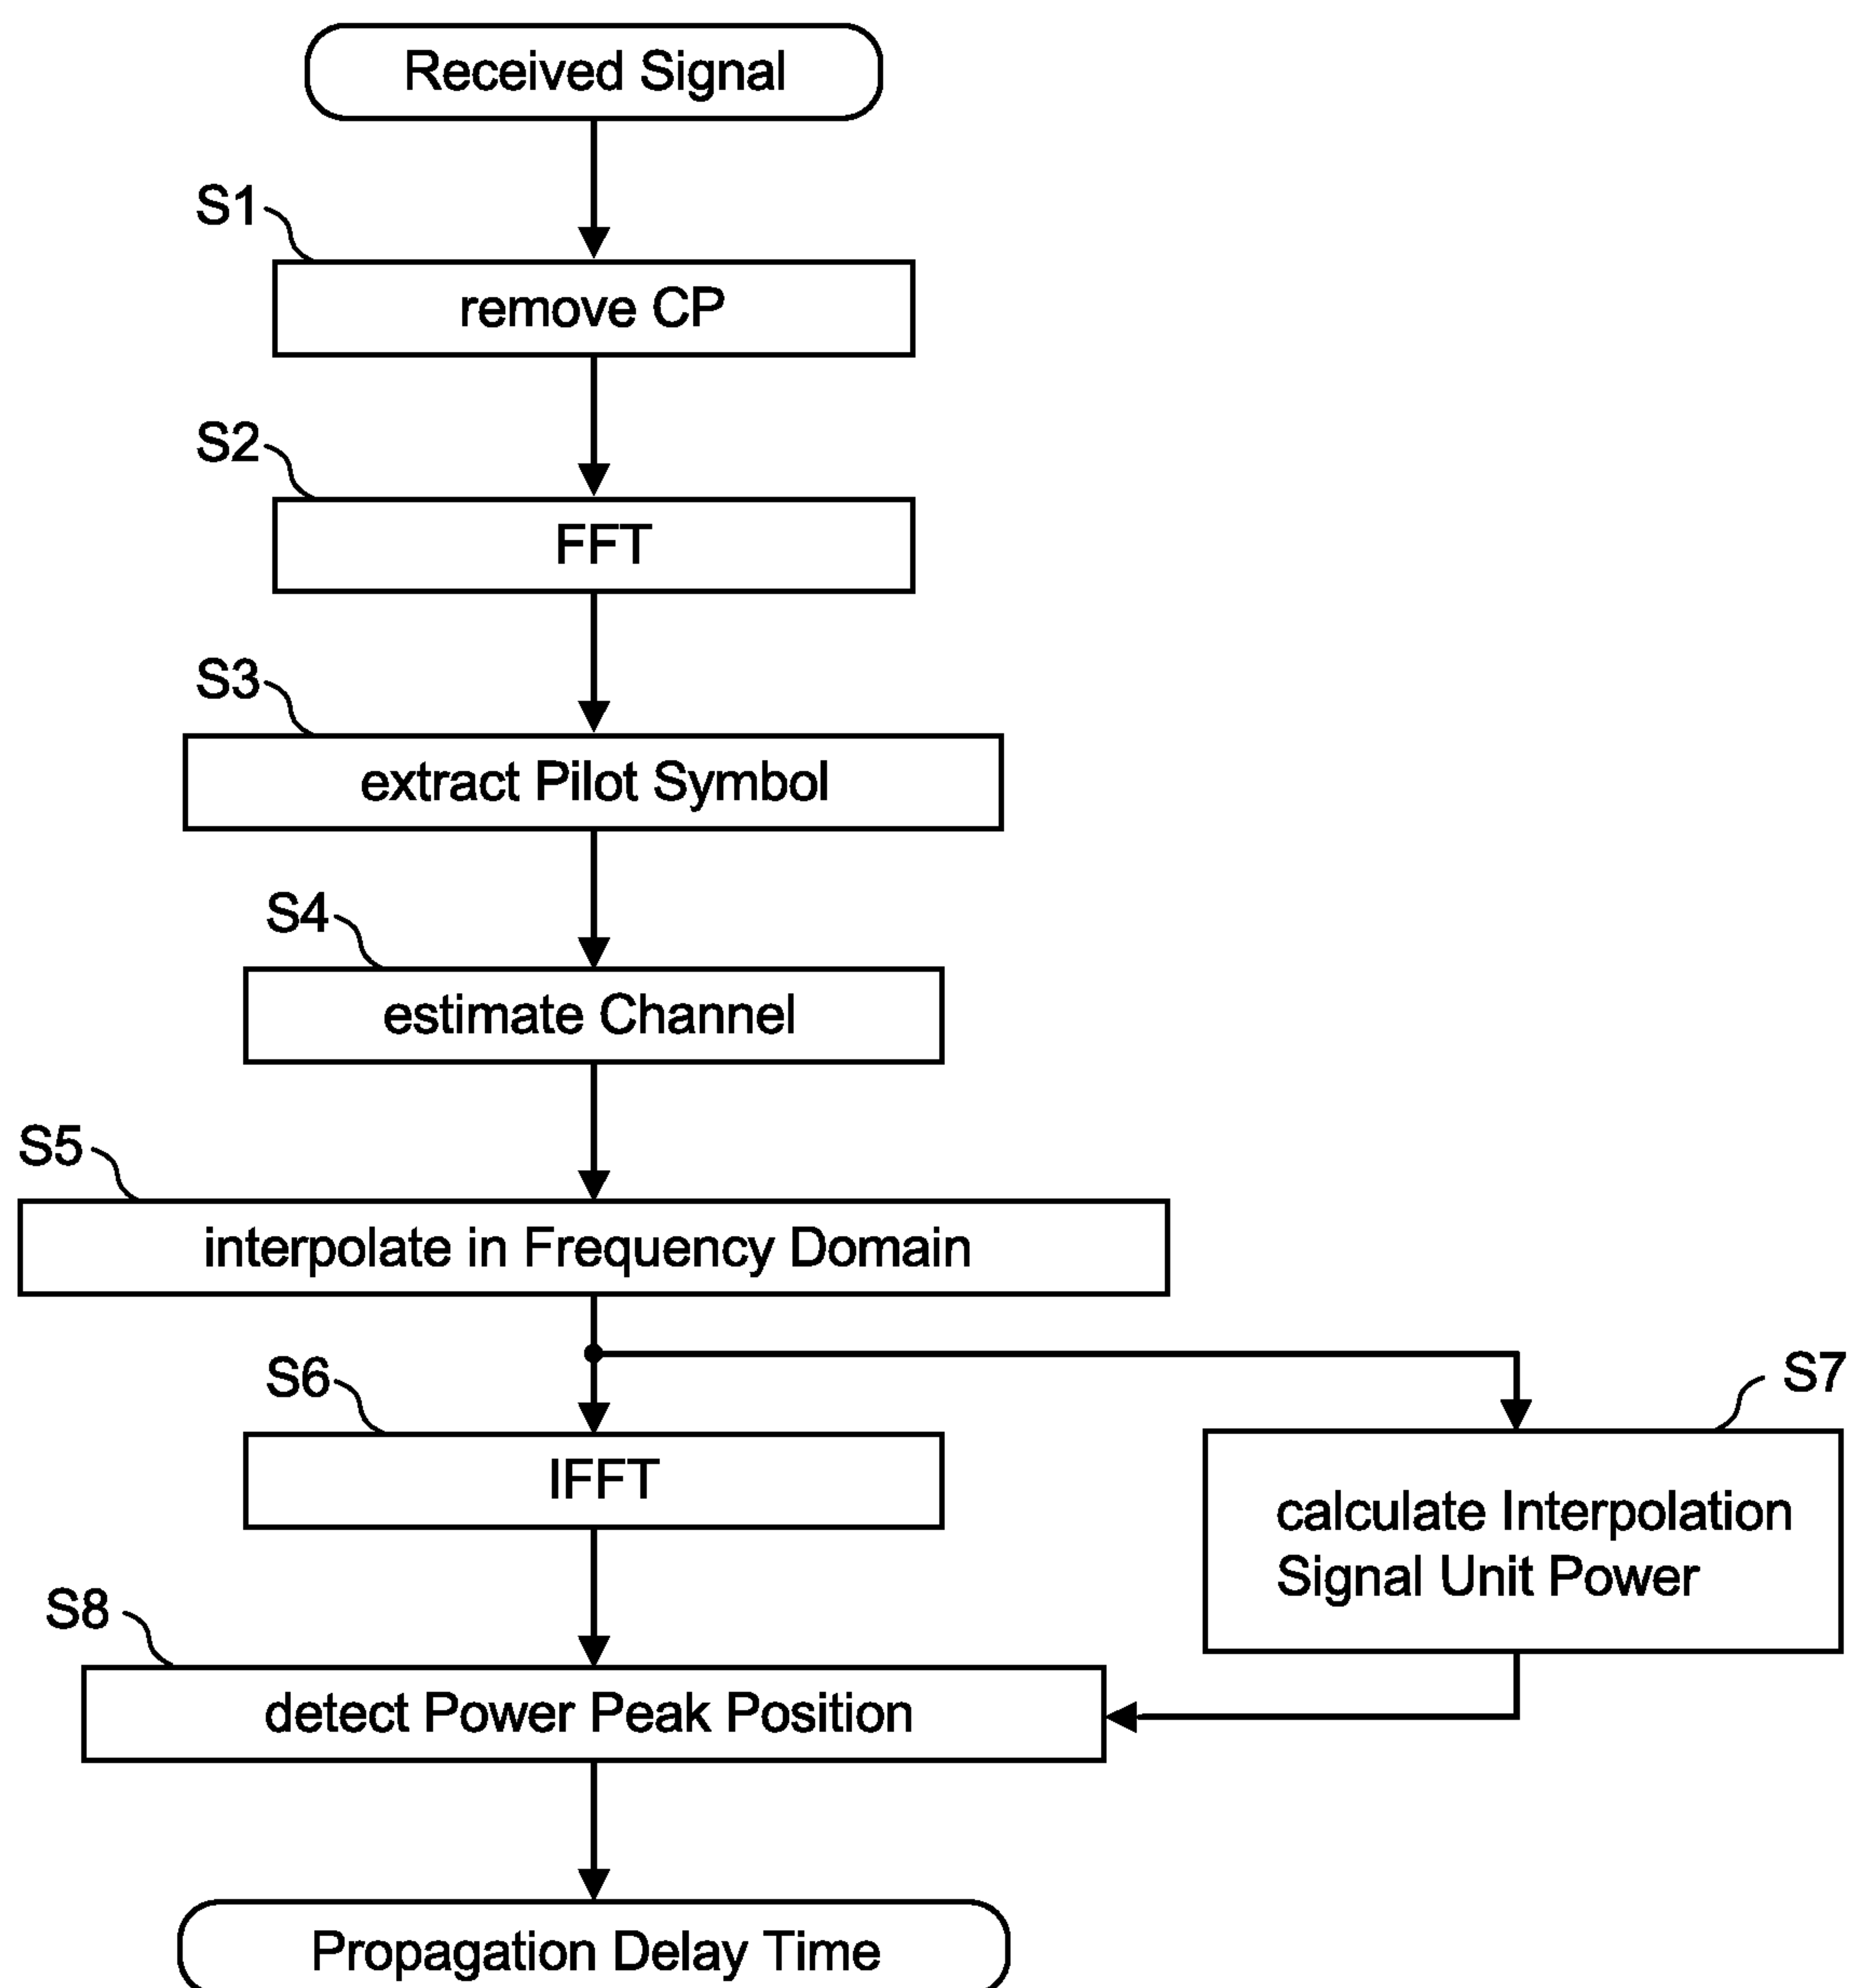 Received Signal
S1
remove CP
S2
FFT
S3
extract Pilot Symbol
S4
estimate Channel
S5
interpolate in Frequency Domain
S6
IFFT
S7
calculate Interpolation
Signal Unit Power
S8
detect Power Peak Position
Propagation Delay Time